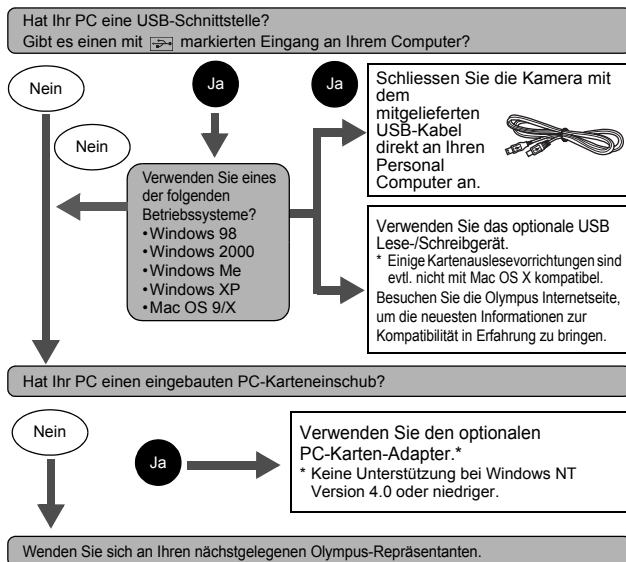 Hat Ihr PC eine USB-Schnittstelle?
Gibt es einen mit markierten Eingang an Ihrem Computer?
Nein
Ja
Ja
Nein
Verwenden Sie eines
der folgenden
Betriebssysteme?
•Windows 98
•Windows 2000
•Windows Me
•Windows XP
•Mac OS 9/X
Schliessen Sie die Kamera mit
dem
mitgelieferten
USB-Kabel
direkt an Ihren
Personal
Computer an.
Verwenden Sie das optionale USB
Lese-/Schreibgerät.
* Einige Kartenauslesevorrichtungen sind
evtl. nicht mit Mac OS X kompatibel.
Besuchen Sie die Olympus Internetseite,
um die neuesten Informationen zur
Kompatibilität in Erfahrung zu bringen.
Hat Ihr PC einen eingebauten PC-Karteneinschub?
Nein
Ja
Verwenden Sie den optionalen
PC-Karten-Adapter.*
* Keine Unterstützung bei Windows NT
Version 4.0 oder niedriger.
Wenden Sie sich an Ihren nächstgelegenen Olympus-Repräsentanten.